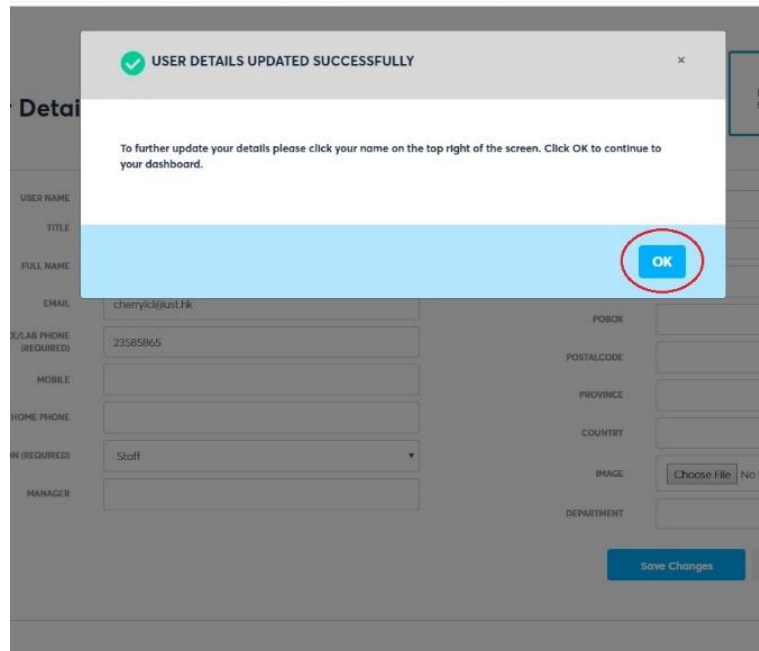 USER DETAILS UPDATED SUCCESSFULLY
×
Detai
To further update your details please click your name on the top right of the screen. Click OK to continue to
your dashboard.
OK
USER NAME
TITLE
FULL NAME
EMAIL
cherrylcl@ust.hk
E/LAB PHONE
(REQUIRED)
23585865
MOBILE
HOME PHONE
ON (REQUIRED)
Staff
MANAGER
POBOX
POSTALCODE
PROVINCE
COUNTRY
IMAGE
Choose File No
DEPARTMENT
Save Changes